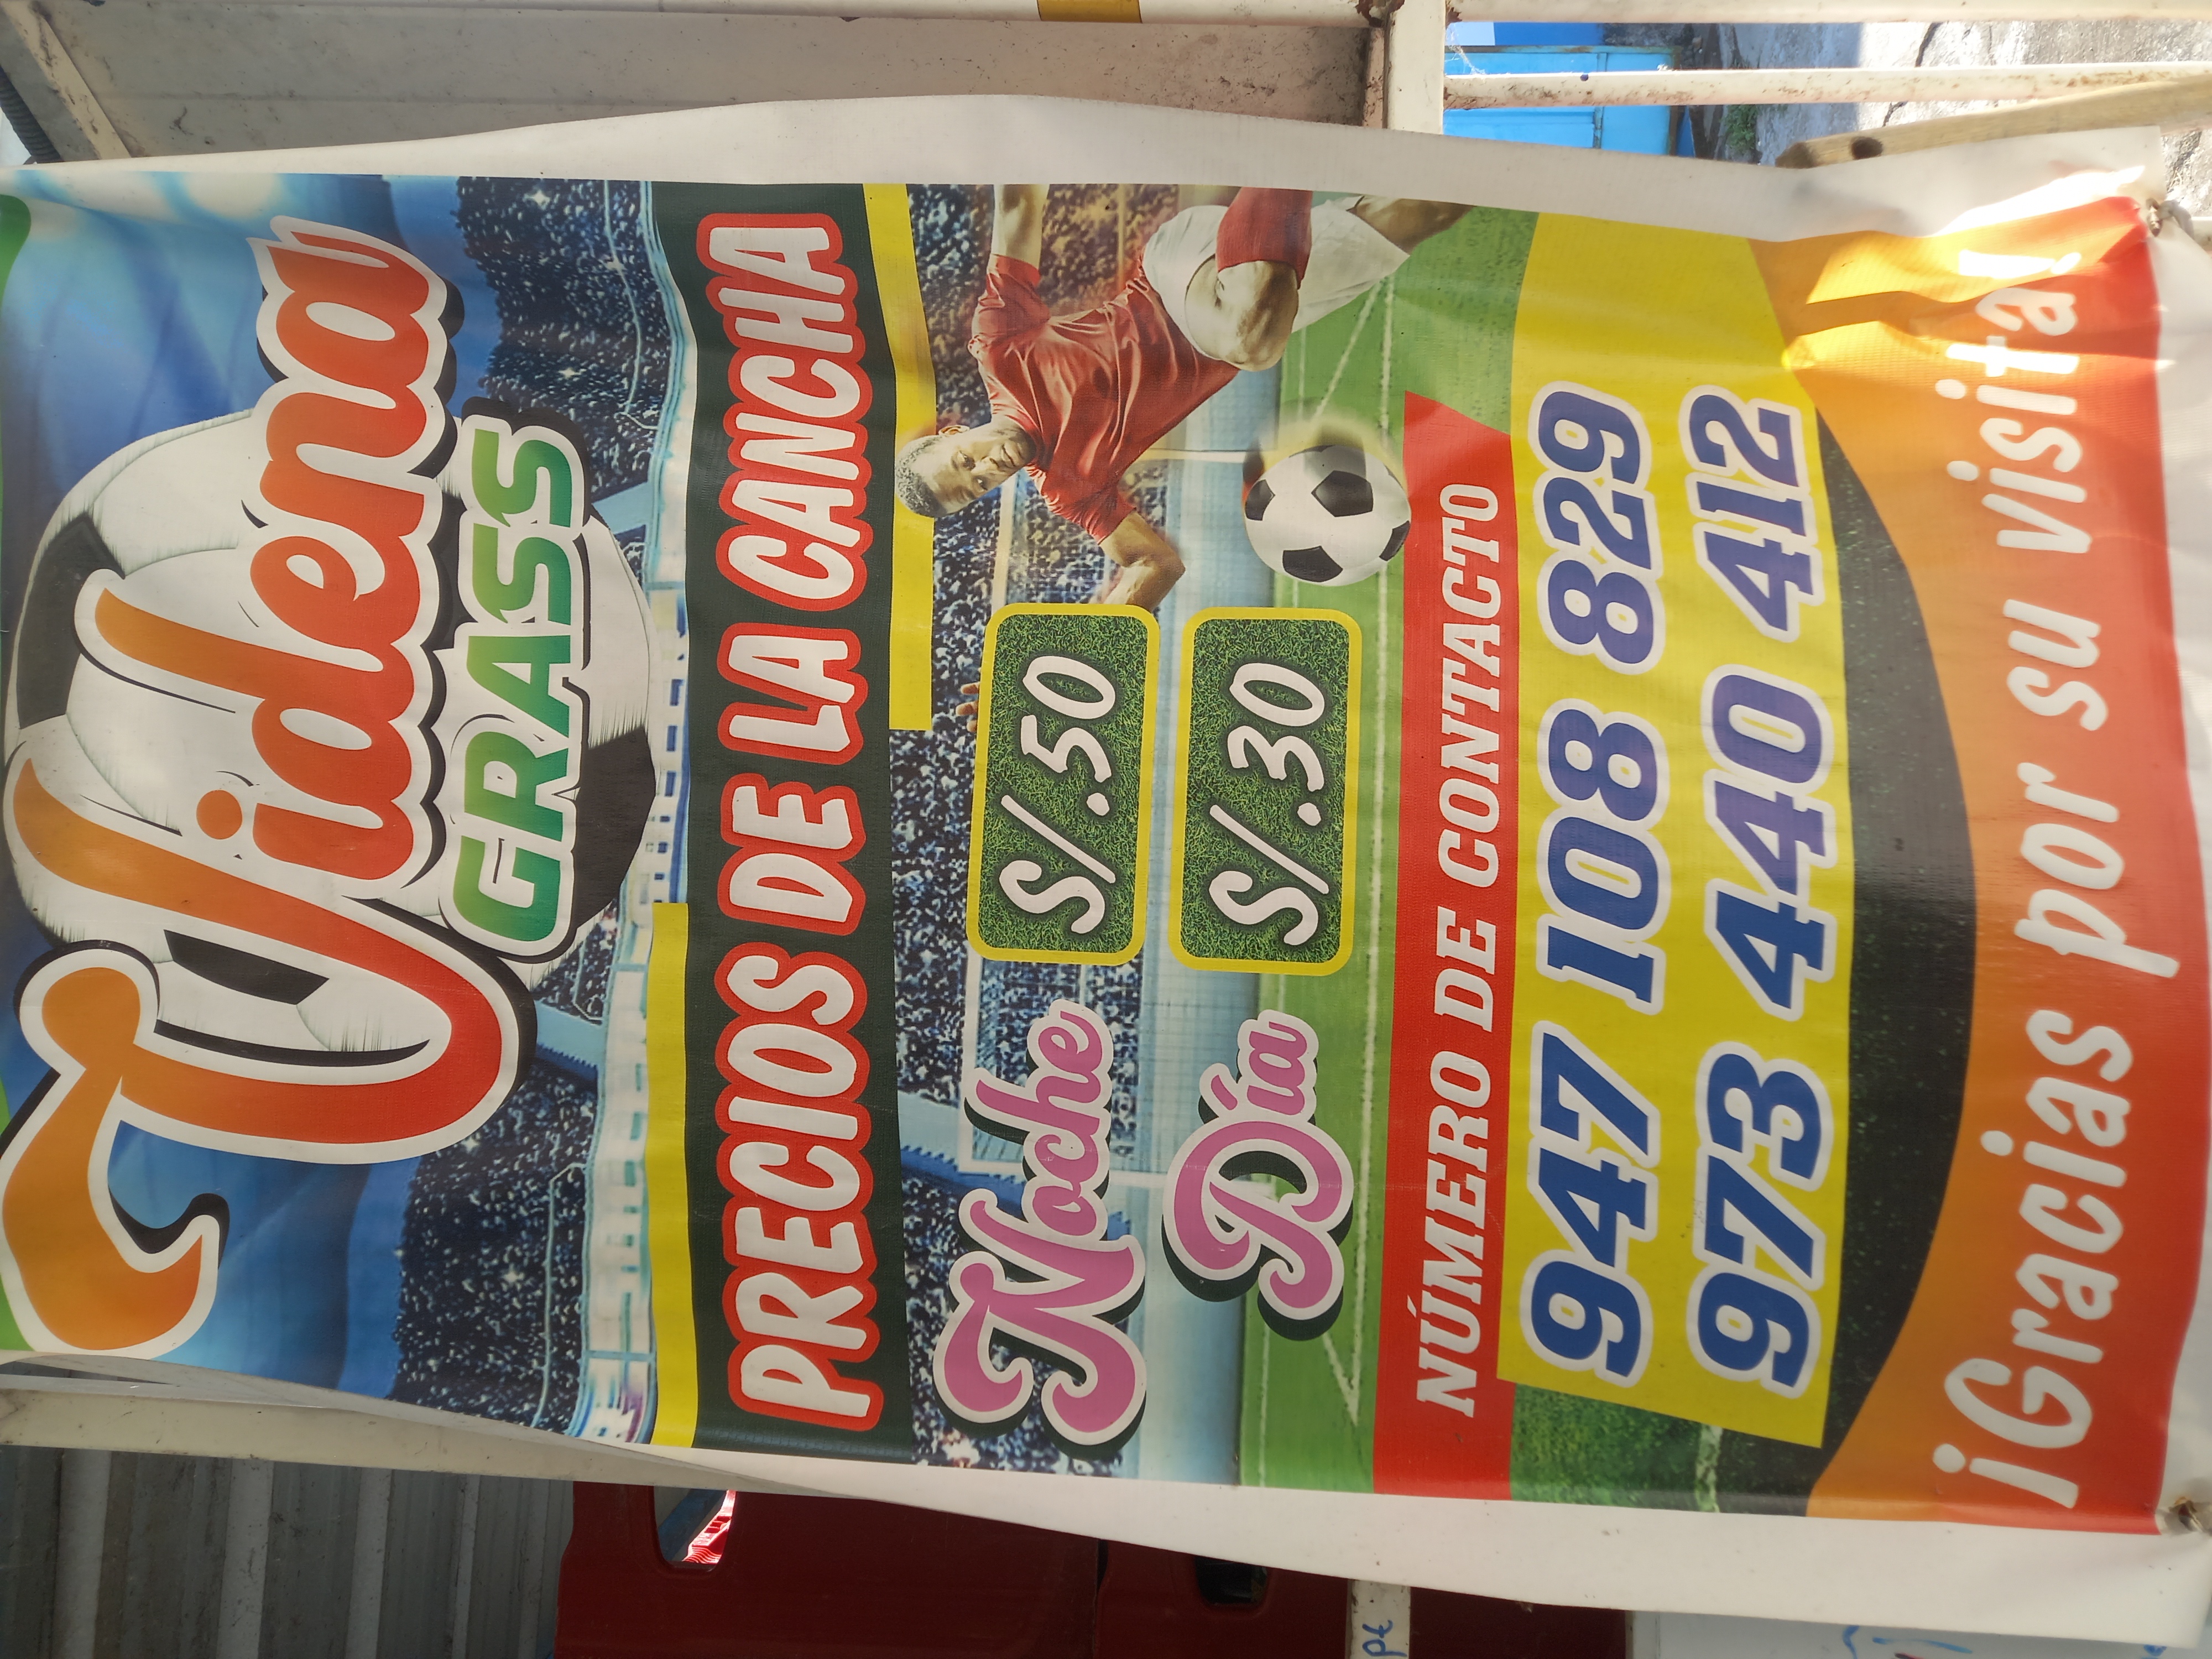 Videna
GRASS
PRECIOS DE LA CANCHA
Noche S/.50
Día S/.30
NÚMERO DE CONTACTO
947 108 829
973 440 412
¡Gracias por su visita!